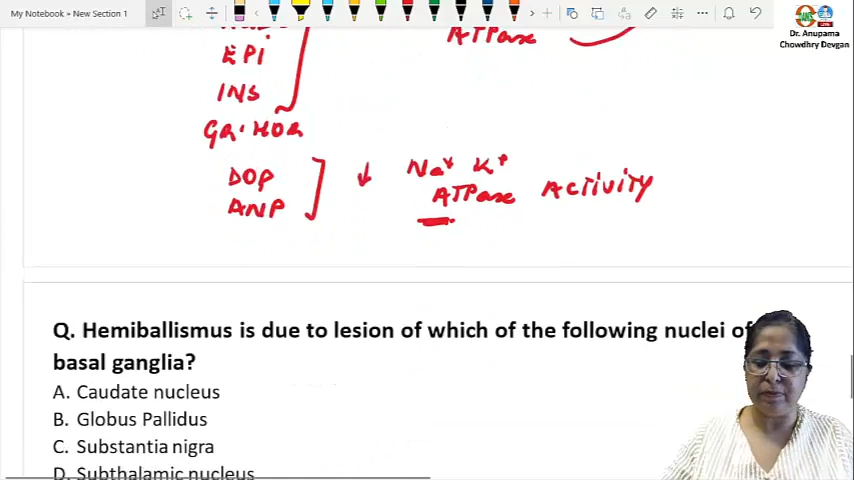 My Notebook > New Section 1
Dr. Anupama
Chowdhry Devgan
ATPase
EPI
INS
GR. HOR
DOP
ANP
↓ Na+ K+
ATPase Activity
Q. Hemiballismus is due to lesion of which of the following nuclei of
basal ganglia?
A. Caudate nucleus
B. Globus Pallidus
C. Substantia nigra
D. Subthalamic nucleus